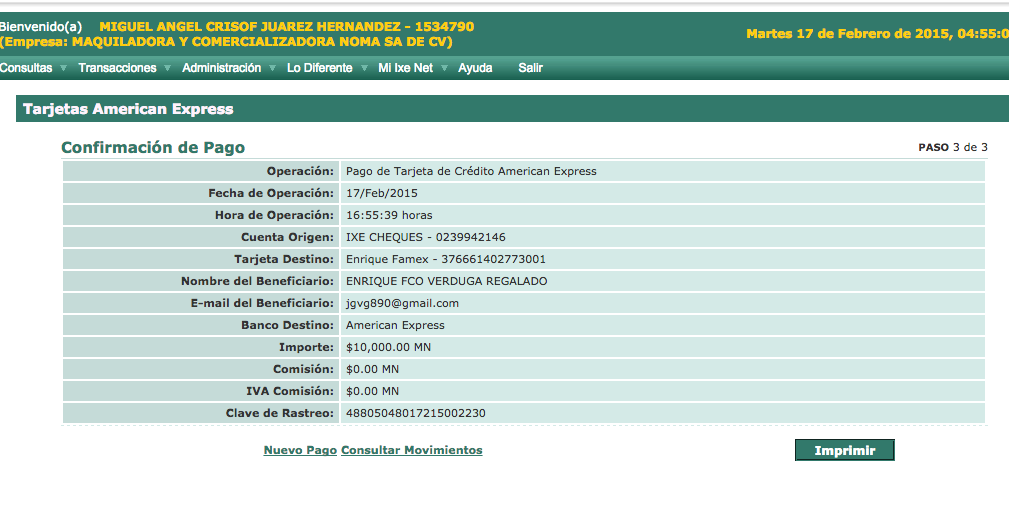 Bienvenido(a) MIGUEL ANGEL CRISOF JUAREZ HERNANDEZ - 1534790
(Empresa: MAQUILADORA Y COMERCIALIZADORA NOMA SA DE CV)
Martes 17 de Febrero de 2015, 04:55:0
Consultas Transacciones Administración Lo Diferente Mi Ixe Net Ayuda Salir
Tarjetas American Express
Confirmación de Pago PASO 3 de 3
Operación: Pago de Tarjeta de Crédito American Express
Fecha de Operación: 17/Feb/2015
Hora de Operación: 16:55:39 horas
Cuenta Origen: IXE CHEQUES - 0239942146
Tarjeta Destino: Enrique Famex - 376661402773001
Nombre del Beneficiario: ENRIQUE FCO VERDUGA REGALADO
E-mail del Beneficiario: jgvg890@gmail.com
Banco Destino: American Express
Importe: $10,000.00 MN
Comisión: $0.00 MN
IVA Comisión: $0.00 MN
Clave de Rastreo: 48805048017215002230
Nuevo Pago Consultar Movimientos Imprimir